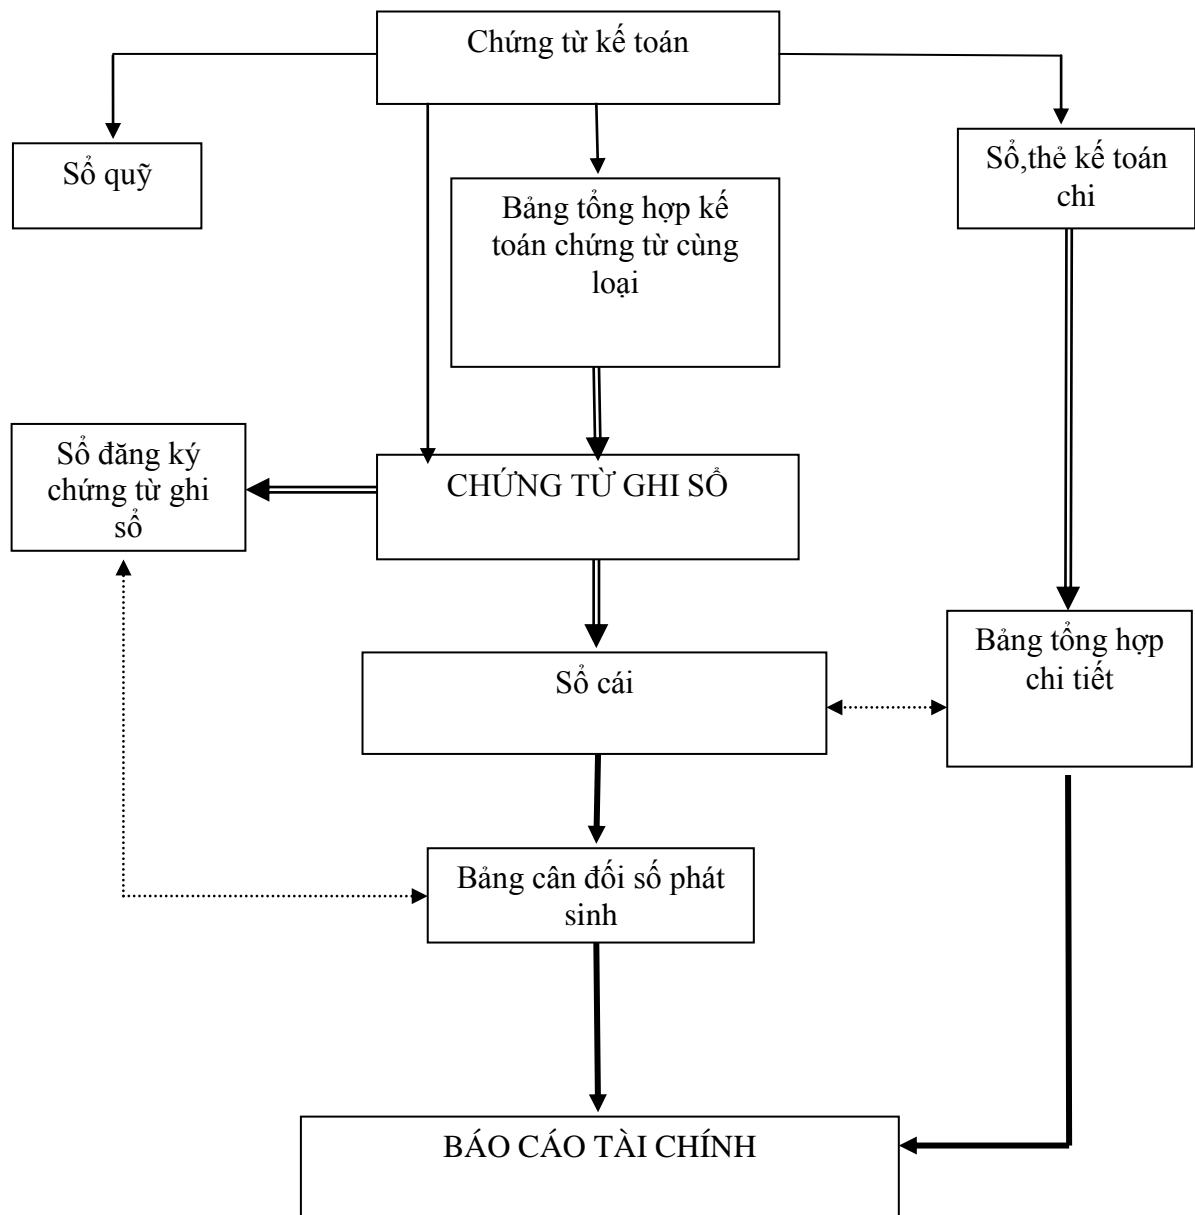 Chứng từ kế toán
Sổ quỹ
Sổ,thẻ kế toán
chi
Bảng tổng hợp kế
toán chứng từ cùng
loại
Sổ đăng ký
chứng từ ghi
sổ
CHỨNG TỪ GHI SỔ
Sổ cái
Bảng tổng hợp
chi tiết
Bảng cân đối số phát
sinh
BÁO CÁO TÀI CHÍNH